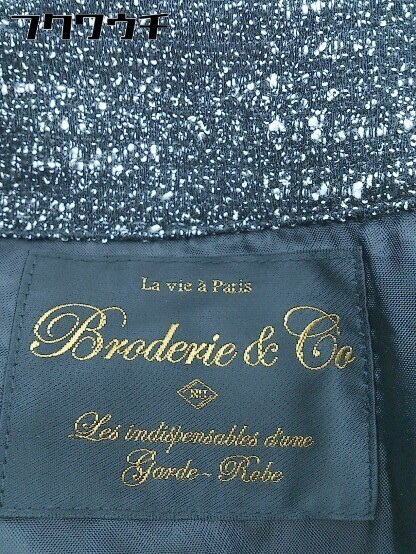 フクワウチ
La vie à Paris
Broderie & Co
Les indispensables d'une
Garde-Robe